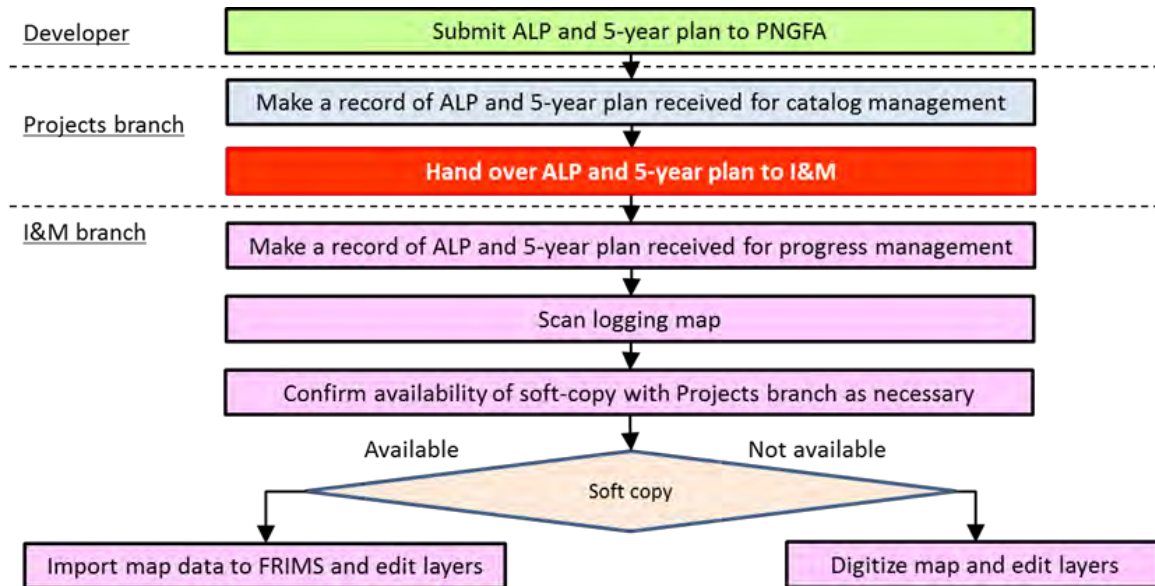 Developer
Submit ALP and 5-year plan to PNGFA
Projects branch
Make a record of ALP and 5-year plan received for catalog management
Hand over ALP and 5-year plan to I&M
I&M branch
Make a record of ALP and 5-year plan received for progress management
Scan logging map
Confirm availability of soft-copy with Projects branch as necessary
Available
Not available
Soft copy
Import map data to FRIMS and edit layers
Digitize map and edit layers